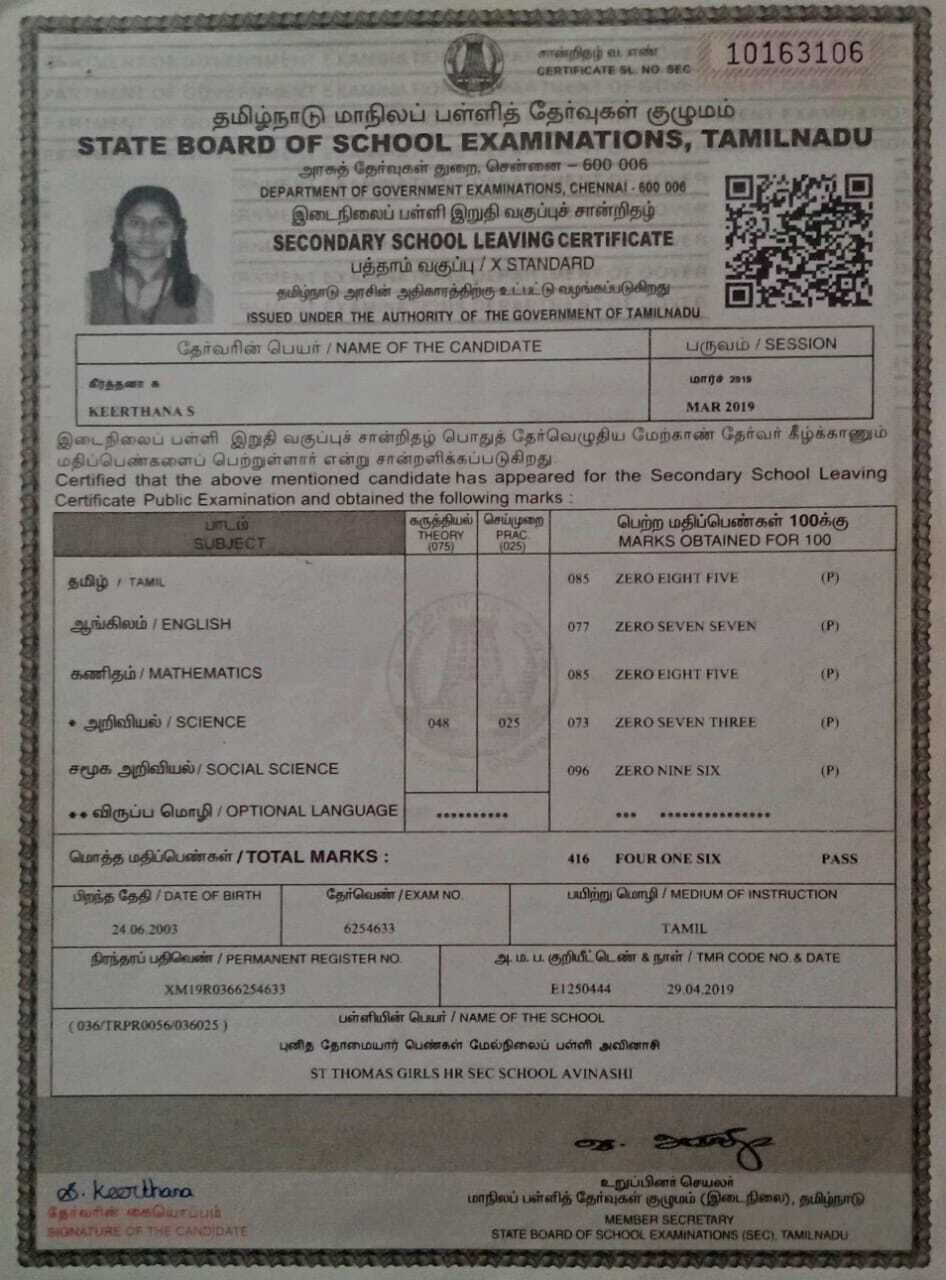 சான்றிதழ் வ. எண்
CERTIFICATE SL. NO. SEC 10163106
தமிழ்நாடு மாநிலப் பள்ளித் தேர்வுகள் குழுமம்
STATE BOARD OF SCHOOL EXAMINATIONS, TAMILNADU
அரசுத் தேர்வுகள் துறை, சென்னை – 600 006
DEPARTMENT OF GOVERNMENT EXAMINATIONS, CHENNAI - 600 006
இடைநிலைப் பள்ளி இறுதி வகுப்புச் சான்றிதழ்
SECONDARY SCHOOL LEAVING CERTIFICATE
பத்தாம் வகுப்பு / X STANDARD
தமிழ்நாடு அரசின் அதிகாரத்திற்கு உட்பட்டு வழங்கப்படுகிறது
ISSUED UNDER THE AUTHORITY OF THE GOVERNMENT OF TAMILNADU
தேர்வரின் பெயர் / NAME OF THE CANDIDATE பருவம் / SESSION
கீர்த்தனா சு மார்ச் 2019
KEERTHANA S MAR 2019
இடைநிலைப் பள்ளி இறுதி வகுப்புச் சான்றிதழ் பொதுத் தேர்வெழுதிய மேற்காண் தேர்வர் கீழ்க்காணும்
மதிப்பெண்களைப் பெற்றுள்ளார் என்று சான்றளிக்கப்படுகிறது.
Certified that the above mentioned candidate has appeared for the Secondary School Leaving
Certificate Public Examination and obtained the following marks :
பாடம் கருத்தியல் செய்முறை பெற்ற மதிப்பெண்கள் 100க்கு
SUBJECT THEORY (075) PRAC. (025) MARKS OBTAINED FOR 100
தமிழ் / TAMIL 085 ZERO EIGHT FIVE (P)
ஆங்கிலம் / ENGLISH 077 ZERO SEVEN SEVEN (P)
கணிதம் / MATHEMATICS 085 ZERO EIGHT FIVE (P)
• அறிவியல் / SCIENCE 048 025 073 ZERO SEVEN THREE (P)
சமூக அறிவியல் / SOCIAL SCIENCE 096 ZERO NINE SIX (P)
•• விருப்ப மொழி / OPTIONAL LANGUAGE ********** *** ***************
மொத்த மதிப்பெண்கள் / TOTAL MARKS : 416 FOUR ONE SIX PASS
பிறந்த தேதி / DATE OF BIRTH தேர்வெண் / EXAM NO. பயிற்று மொழி / MEDIUM OF INSTRUCTION
24.06.2003 6254633 TAMIL
நிரந்தரப் பதிவெண் / PERMANENT REGISTER NO. அ. ம. ப. குறியீட்டெண் & நாள் / TMR CODE NO. & DATE
XM19R0366254633 E1250444 29.04.2019
( 036/TRPR0056/036025 ) பள்ளியின் பெயர் / NAME OF THE SCHOOL
புனித தோமையார் பெண்கள் மேல்நிலைப் பள்ளி அவினாசி
ST THOMAS GIRLS HR SEC SCHOOL AVINASHI
S. Keerthana
தேர்வரின் கையொப்பம்
SIGNATURE OF THE CANDIDATE
உறுப்பினர் செயலர்
மாநிலப் பள்ளித் தேர்வுகள் குழுமம் (இடைநிலை), தமிழ்நாடு
MEMBER SECRETARY
STATE BOARD OF SCHOOL EXAMINATIONS (SEC), TAMILNADU